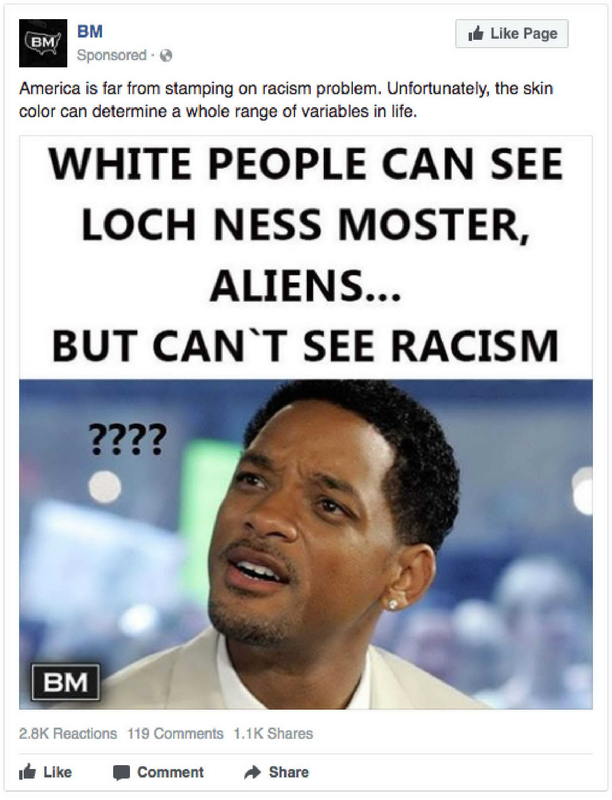 BM
BM
Sponsored ·
Like Page
America is far from stamping on racism problem. Unfortunately, the skin
color can determine a whole range of variables in life.
WHITE PEOPLE CAN SEE
LOCH NESS MOSTER,
ALIENS...
BUT CAN`T SEE RACISM
????
BM
2.8K Reactions 119 Comments 1.1K Shares
Like Comment Share